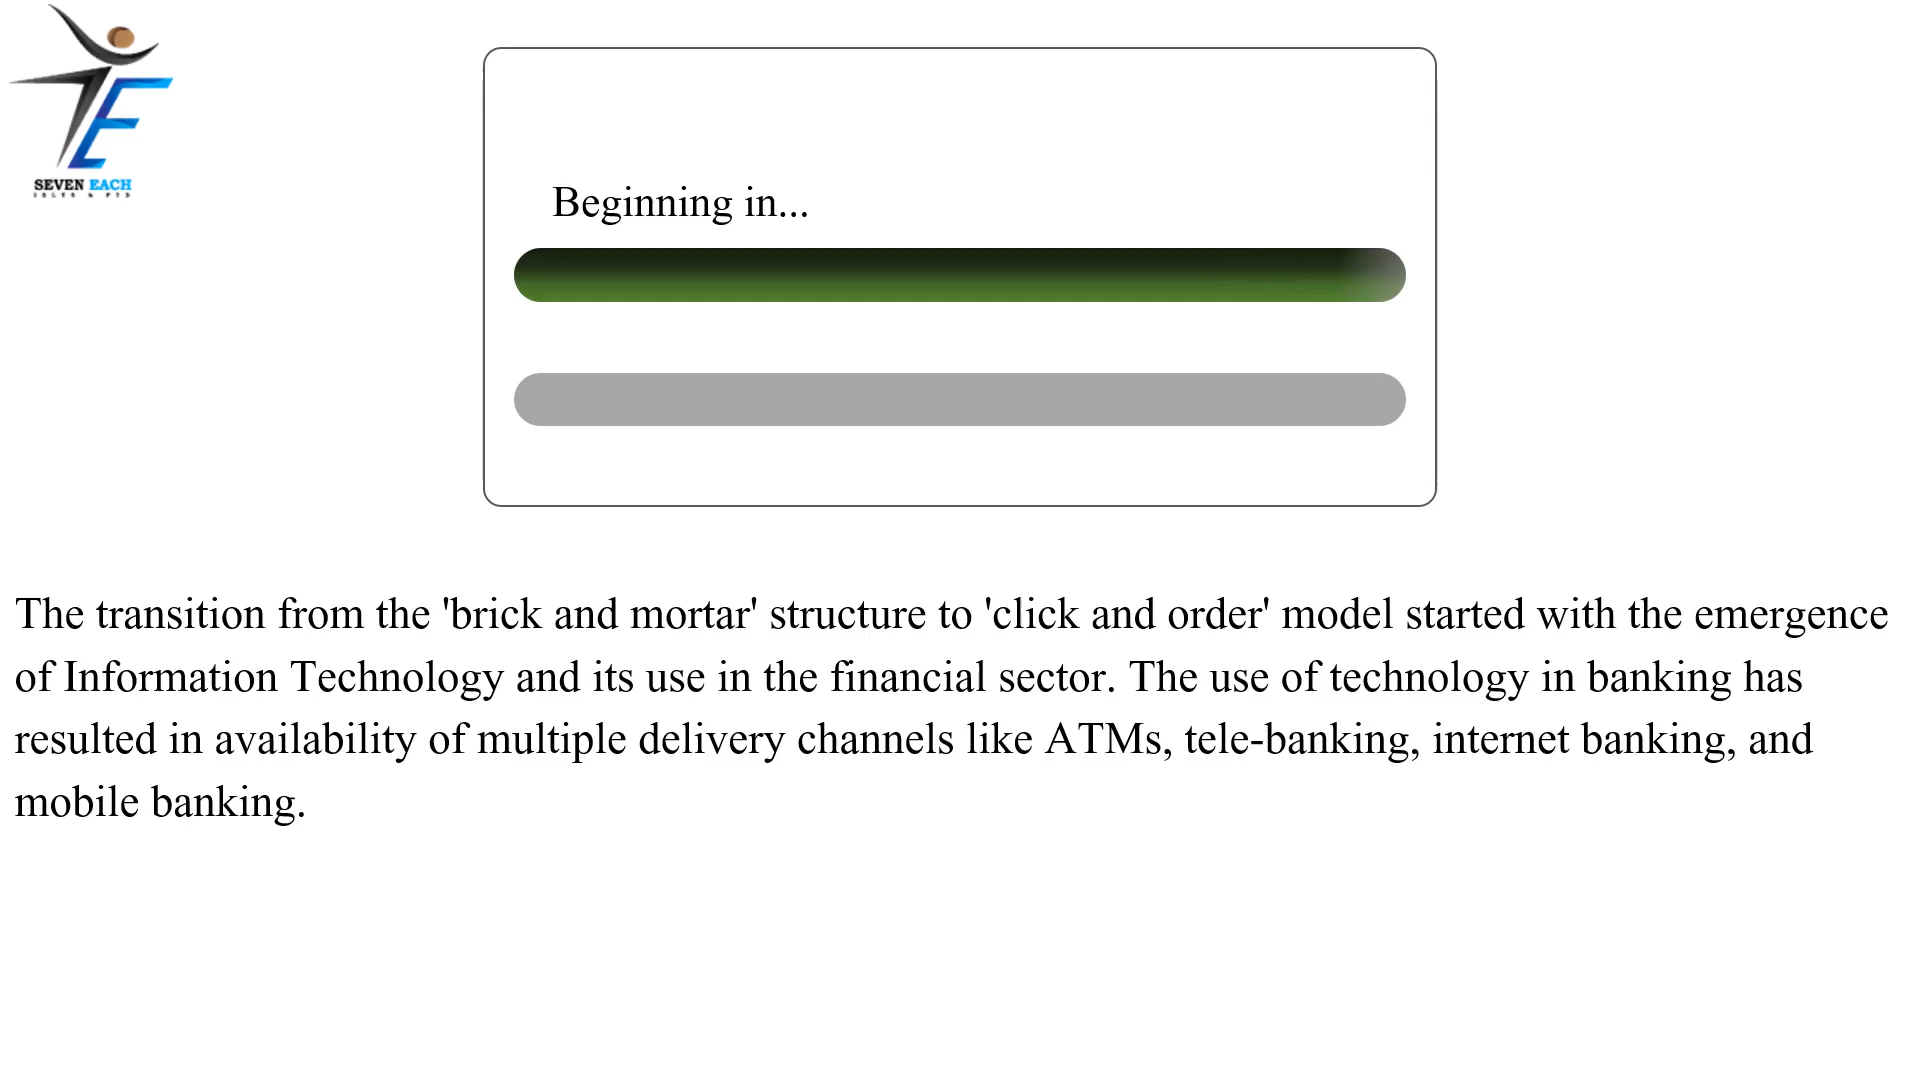 SEVEN EACH
IELTS & PTE
Beginning in...
The transition from the 'brick and mortar' structure to 'click and order' model started with the emergence
of Information Technology and its use in the financial sector. The use of technology in banking has
resulted in availability of multiple delivery channels like ATMs, tele-banking, internet banking, and
mobile banking.